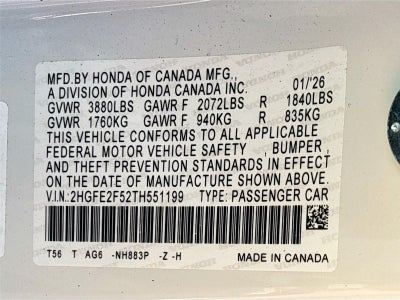 MFD.BY HONDA OF CANADA MFG.,
A DIVISION OF HONDA CANADA INC. 01/26
GVWR 3880LBS GAWR F 2072LBS R 1840LBS
GVWR 1760KG GAWR F 940KG R 835KG
THIS VEHICLE CONFORMS TO ALL APPLICABLE
FEDERAL MOTOR VEHICLE SAFETY , BUMPER ,
AND THEFT PREVENTION STANDARDS IN EFFECT
ON THE DATE OF MANUFACTURE SHOWN ABOVE.
V.I.N.:2HGFE2F52TH551199 TYPE: PASSENGER CAR
T56 T AG6 -NH883P -Z -H MADE IN CANADA